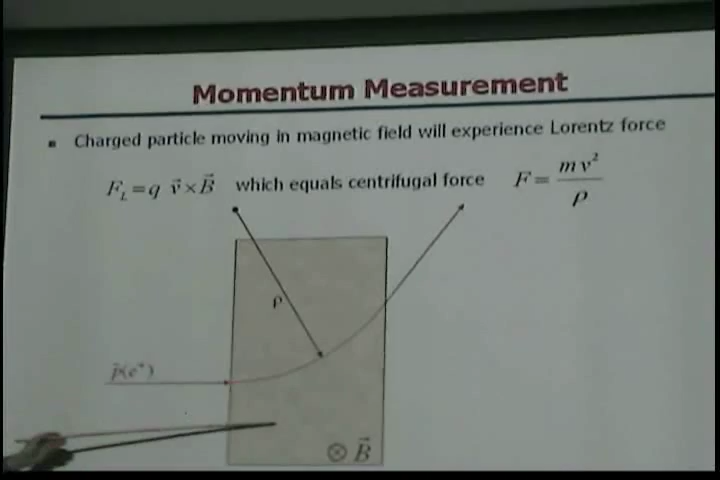 Momentum Measurement
Charged particle moving in magnetic field will experience Lorentz force
F_L = q v⃗ × B⃗ which equals centrifugal force F = mv²/ρ
ρ
p⃗(e⁺)
⊗ B⃗